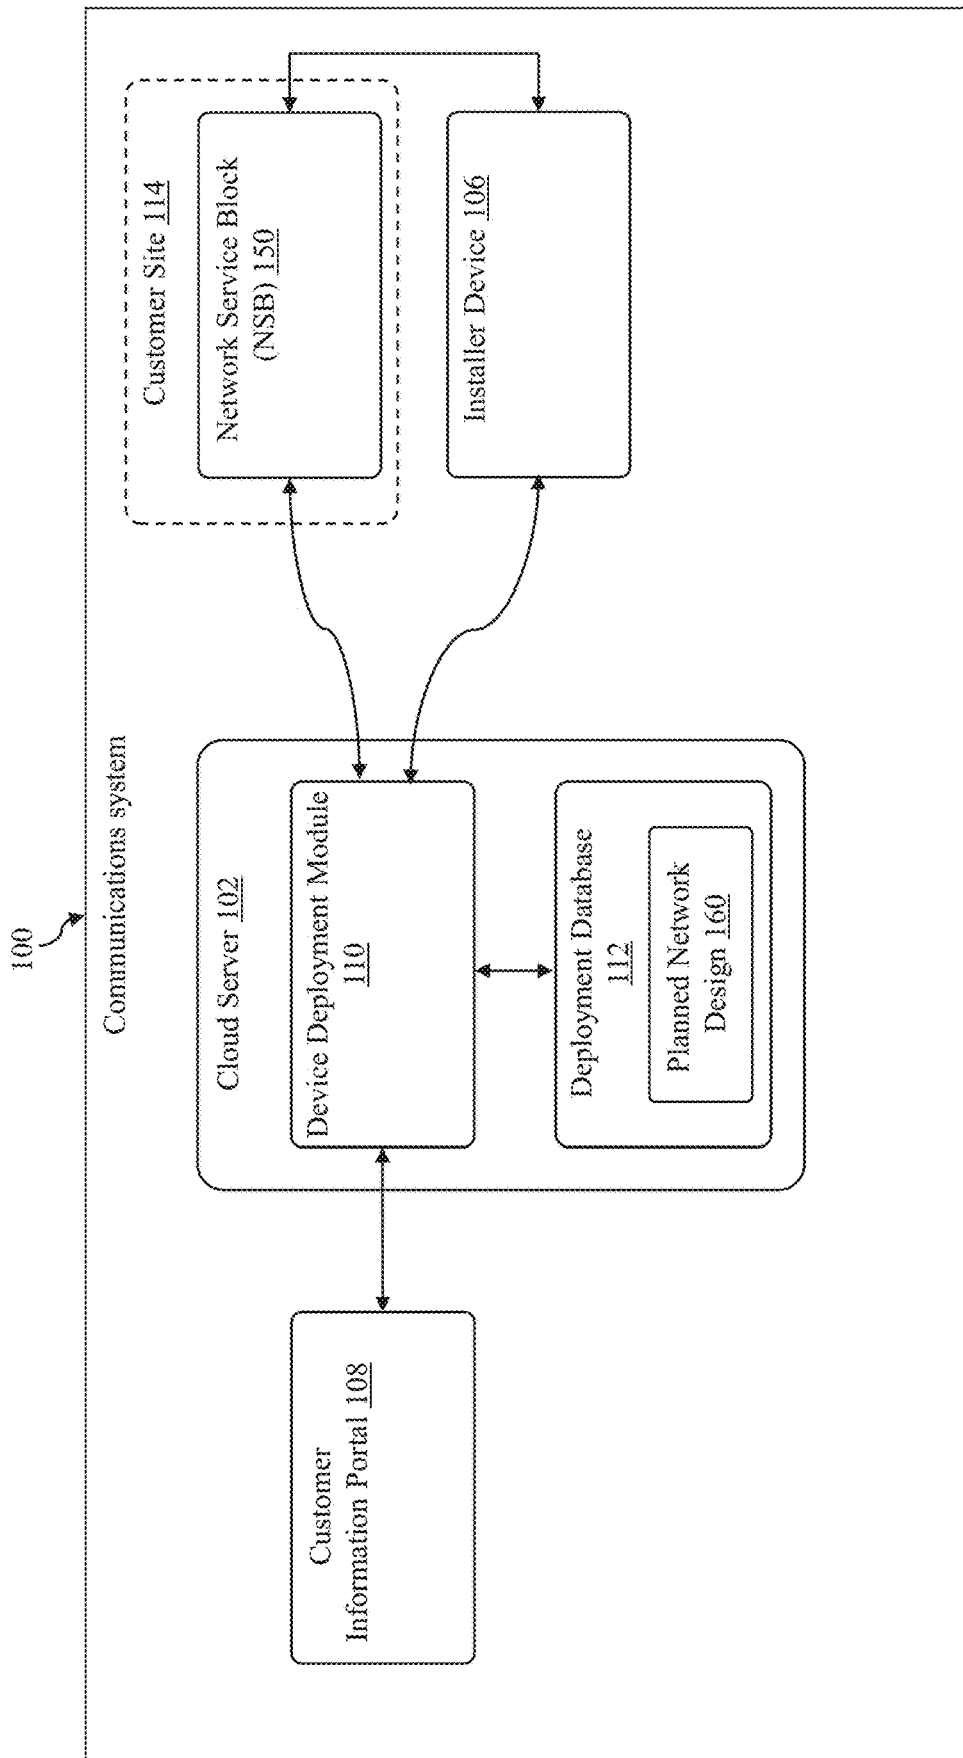 100
Communications system
Customer
Information Portal 108
Cloud Server 102
Device Deployment Module
110
Deployment Database
112
Planned Network
Design 160
Customer Site 114
Network Service Block
(NSB) 150
Installer Device 106